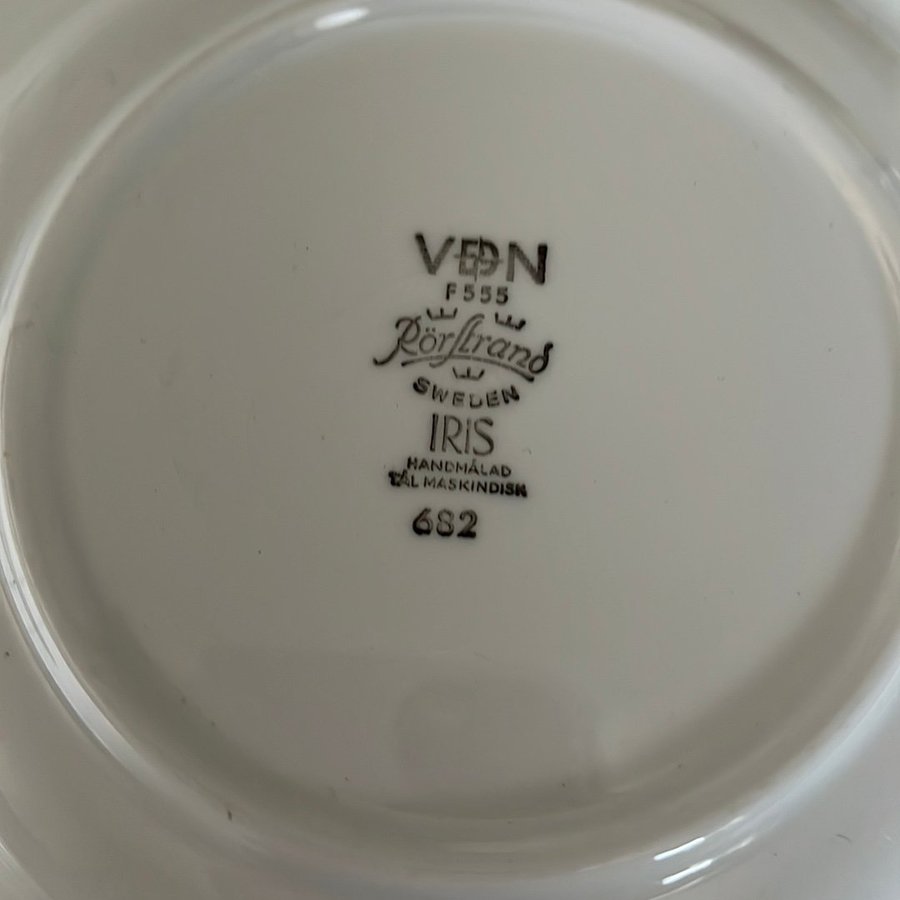 VDN
F555
Rörstrand
SWEDEN
IRIS
HANDMÅLAD
TÅL MASKINDISK
682